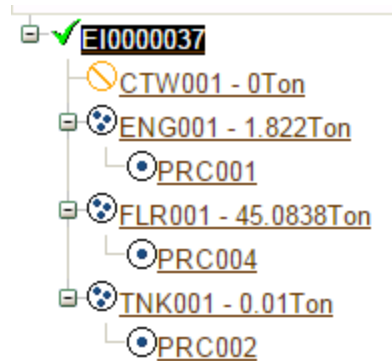 EI0000037
CTW001 - 0Ton
ENG001 - 1.822Ton
PRC001
FLR001 - 45.0838Ton
PRC004
TNK001 - 0.01Ton
PRC002